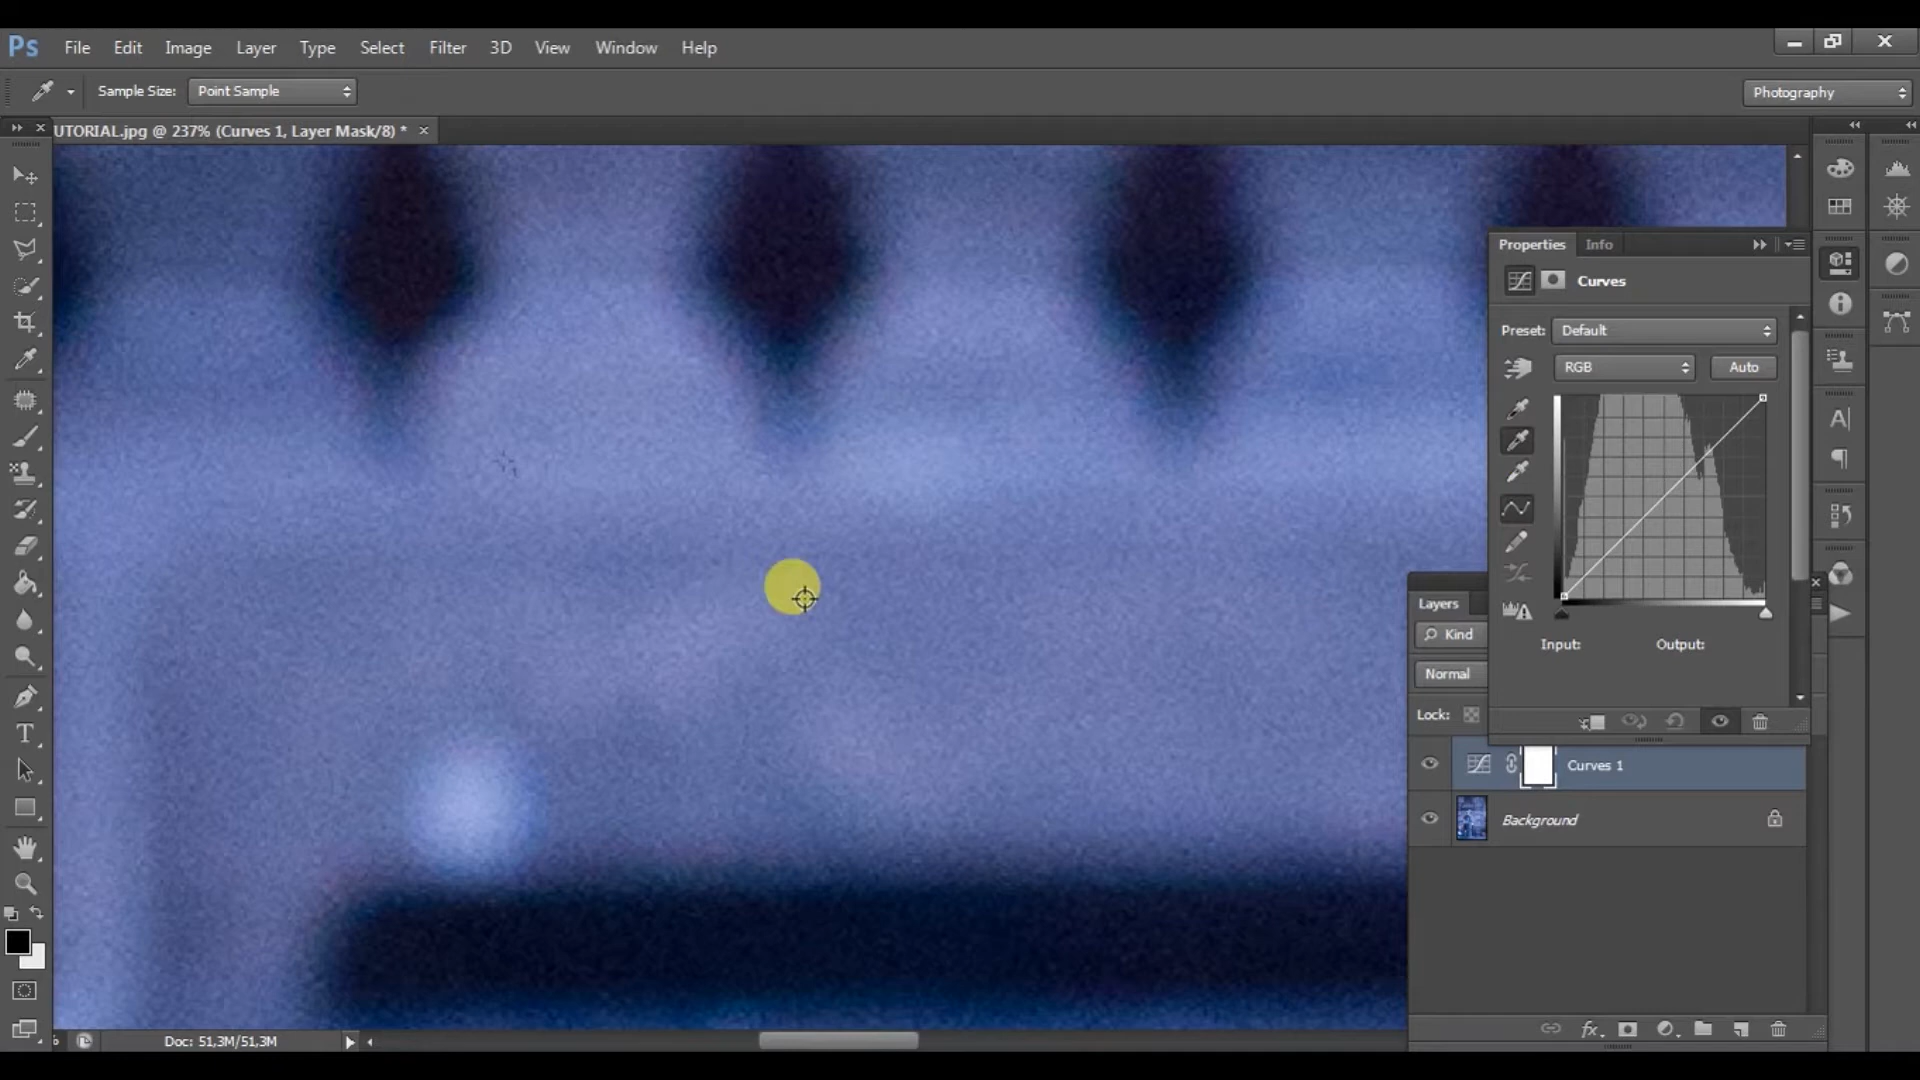 Ps File Edit Image Layer Type Select Filter 3D View Window Help
Sample Size: Point Sample Photography
UTORIAL.jpg @ 237% (Curves 1, Layer Mask/8) *
Properties Info
Curves
Preset: Default
RGB Auto
Input: Output:
Layers
Kind
Normal
Lock:
Curves 1
Background
Doc: 51,3M/51,3M